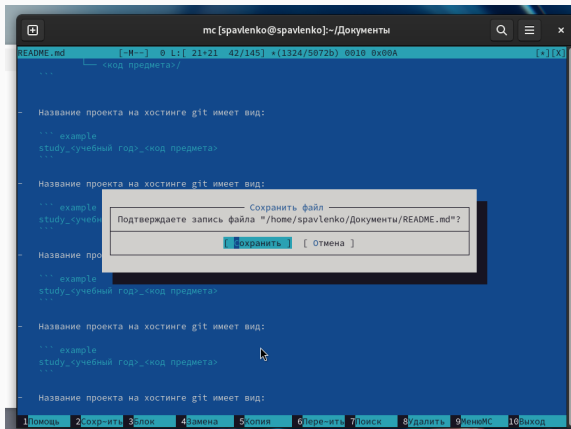 mc [spavlenko@spavlenko]:~/Документы
README.md [-M--] 0 L:[ 21+21 42/145] *(1324/5072b) 0010 0x00A [*][X]
└── <код предмета>/
```
- Название проекта на хостинге git имеет вид:
``` example
study_<учебный год>_<код предмета>
```
- Название проекта на хостинге git имеет вид:
``` example
study_<учебн
```
Сохранить файл
Подтверждаете запись файла "/home/spavlenko/Документы/README.md"?
[ Сохранить ] [ Отмена ]
- Название про
``` example
study_<учебный год>_<код предмета>
```
- Название проекта на хостинге git имеет вид:
``` example
study_<учебный год>_<код предмета>
```
- Название проекта на хостинге git имеет вид:
1Помощь 2Сохр~ить 3Блок 4Замена 5Копия 6Пере~ить 7Поиск 8Удалить 9МенюMC 10Выход